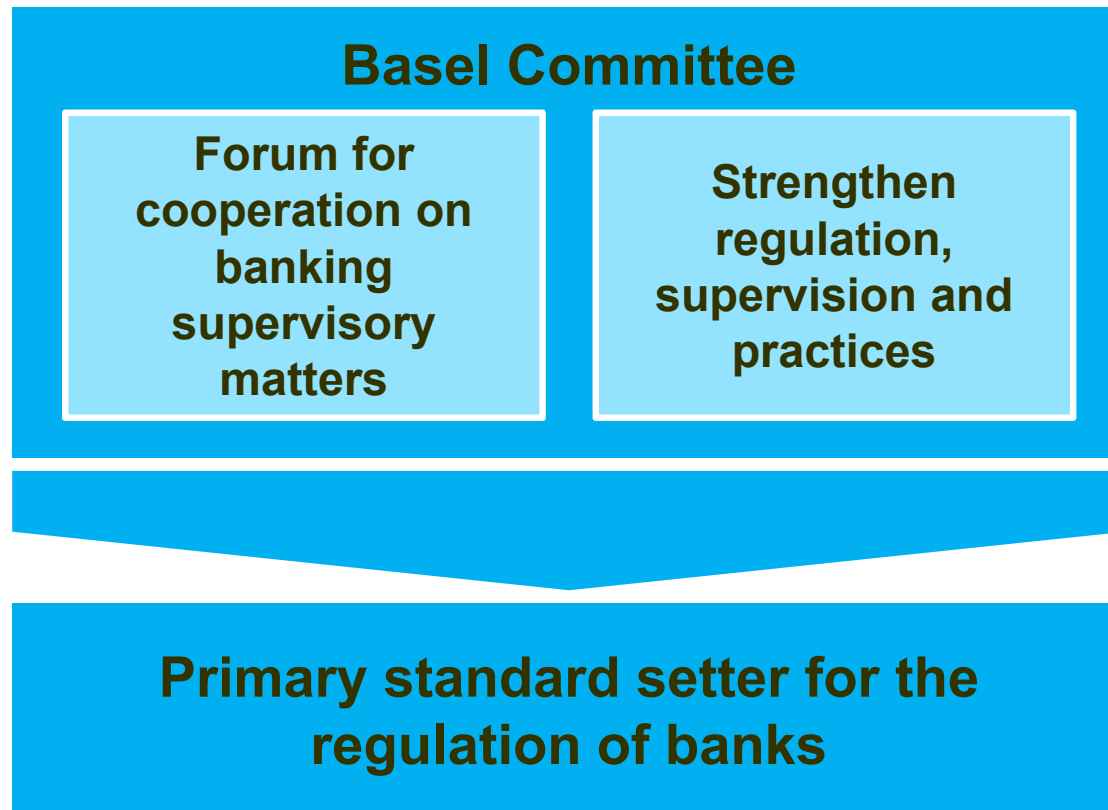 Basel Committee
Forum for
cooperation on
banking
supervisory
matters
Strengthen
regulation,
supervision and
practices
Primary standard setter for the
regulation of banks